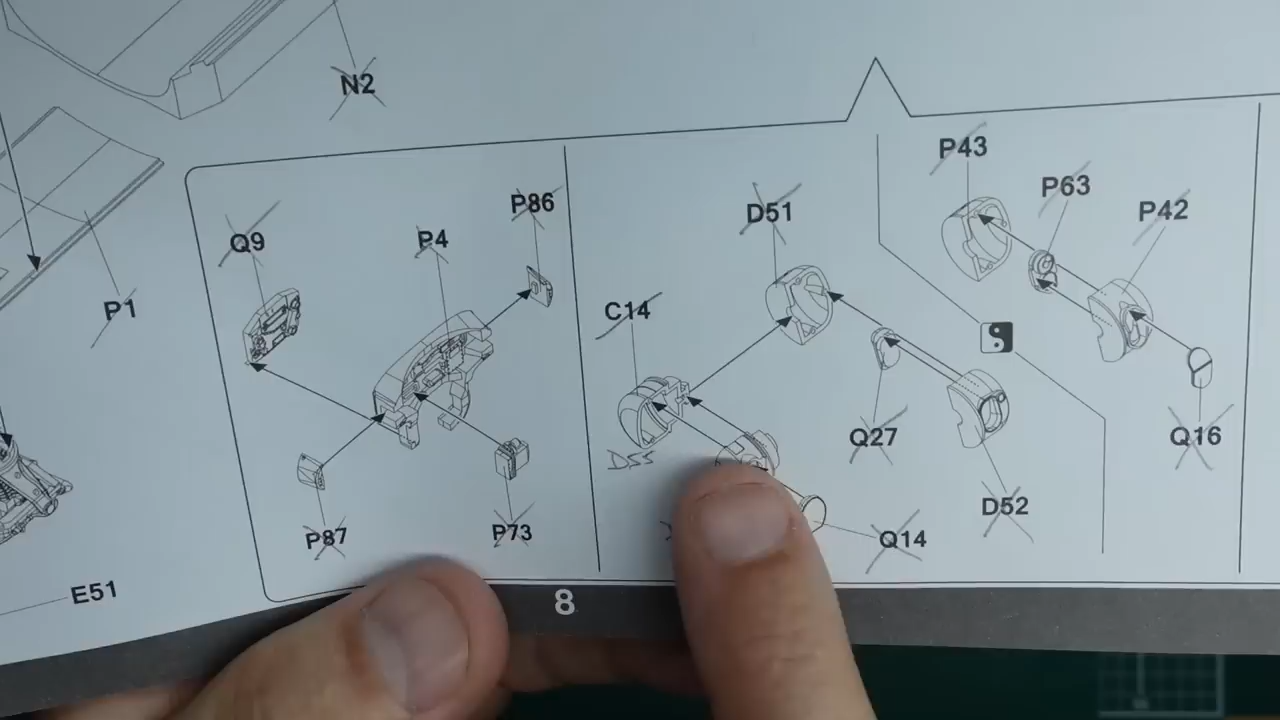 N2
P1
E51
Q9
P4
P86
P87
P73
C14
D51
D55
Q27
D52
Q14
P43
P63
P42
Q16
8